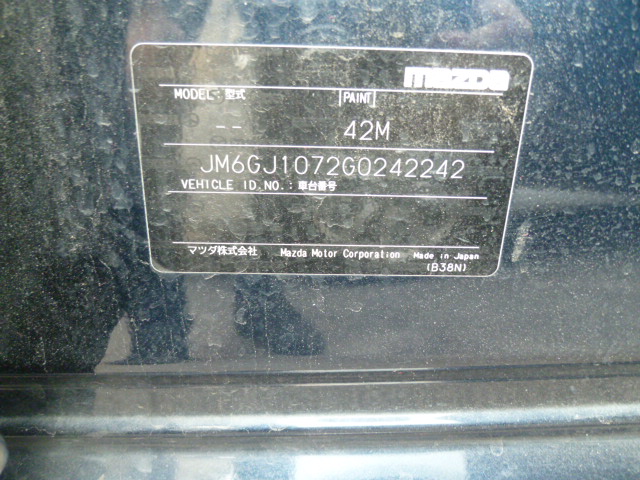 mazda
MODEL:型式 PAINT
-- 42M
JM6GJ1072G0242242
VEHICLE ID.NO.:車台番号
マツダ株式会社 Mazda Motor Corporation Made in Japan
(B38N)